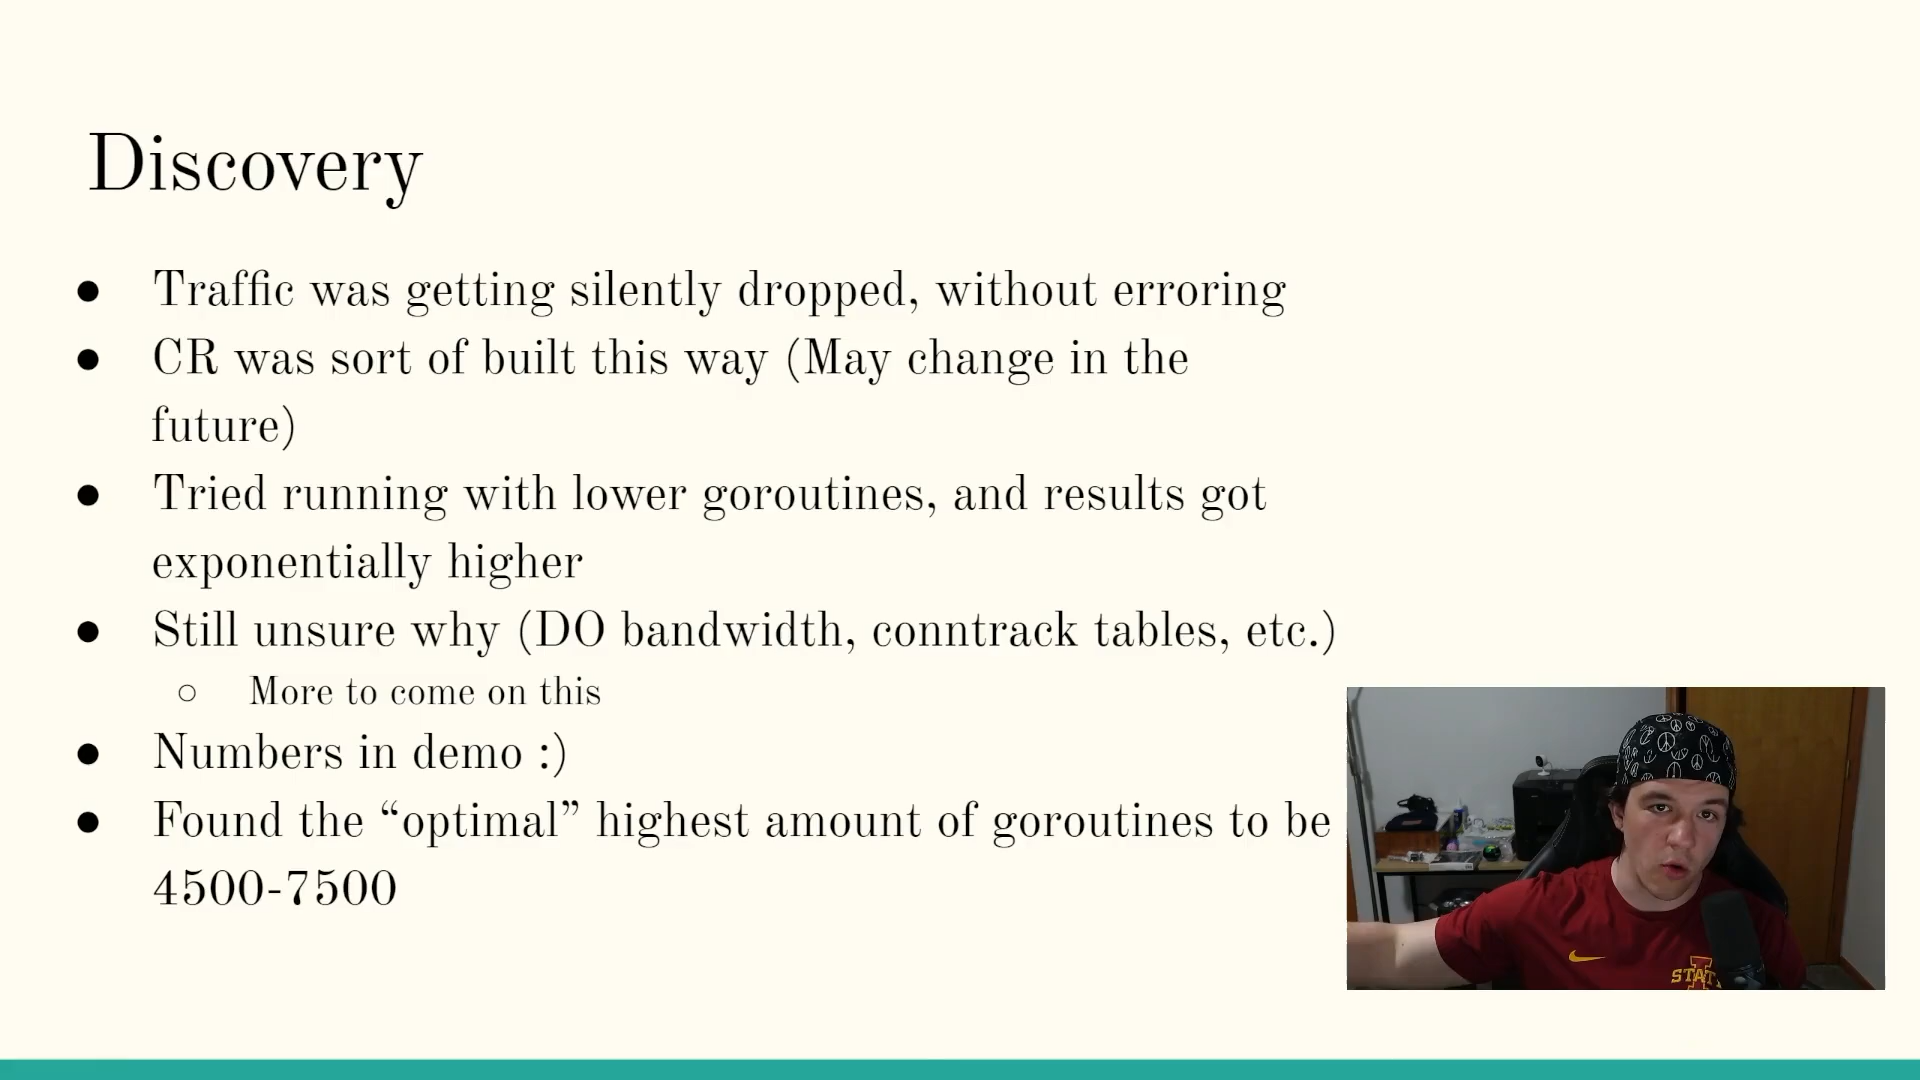 Discovery
● Traffic was getting silently dropped, without erroring
● CR was sort of built this way (May change in the
future)
● Tried running with lower goroutines, and results got
exponentially higher
● Still unsure why (DO bandwidth, conntrack tables, etc.)
○ More to come on this
● Numbers in demo :)
● Found the “optimal” highest amount of goroutines to be
4500-7500
STAT